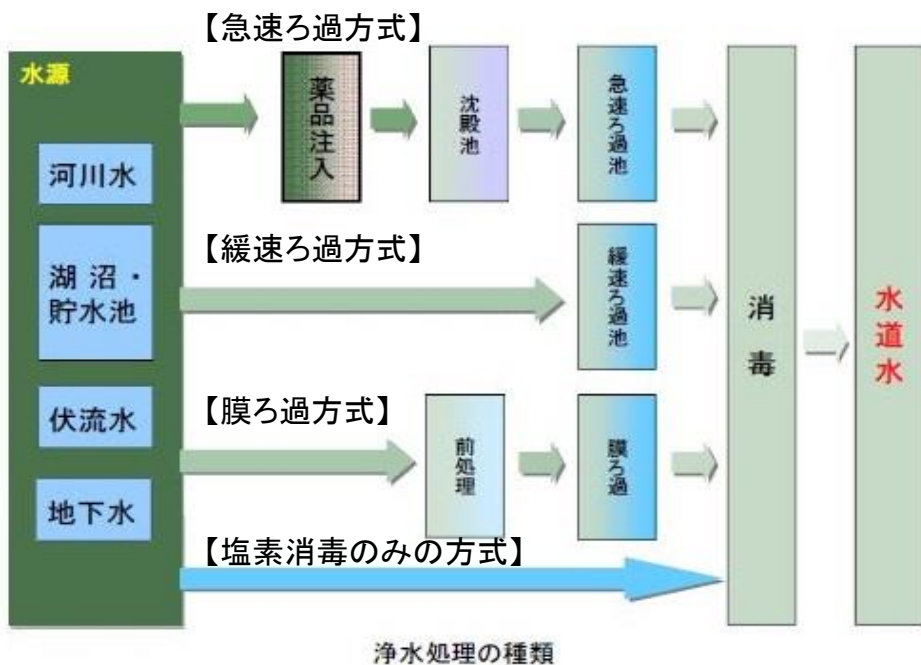 【急速ろ過方式】
水源
薬品注入
沈殿池
急速ろ過池
河川水
【緩速ろ過方式】
湖沼・
貯水池
緩速ろ過池
消毒
水道水
【膜ろ過方式】
伏流水
前処理
膜ろ過
地下水
【塩素消毒のみの方式】
浄水処理の種類